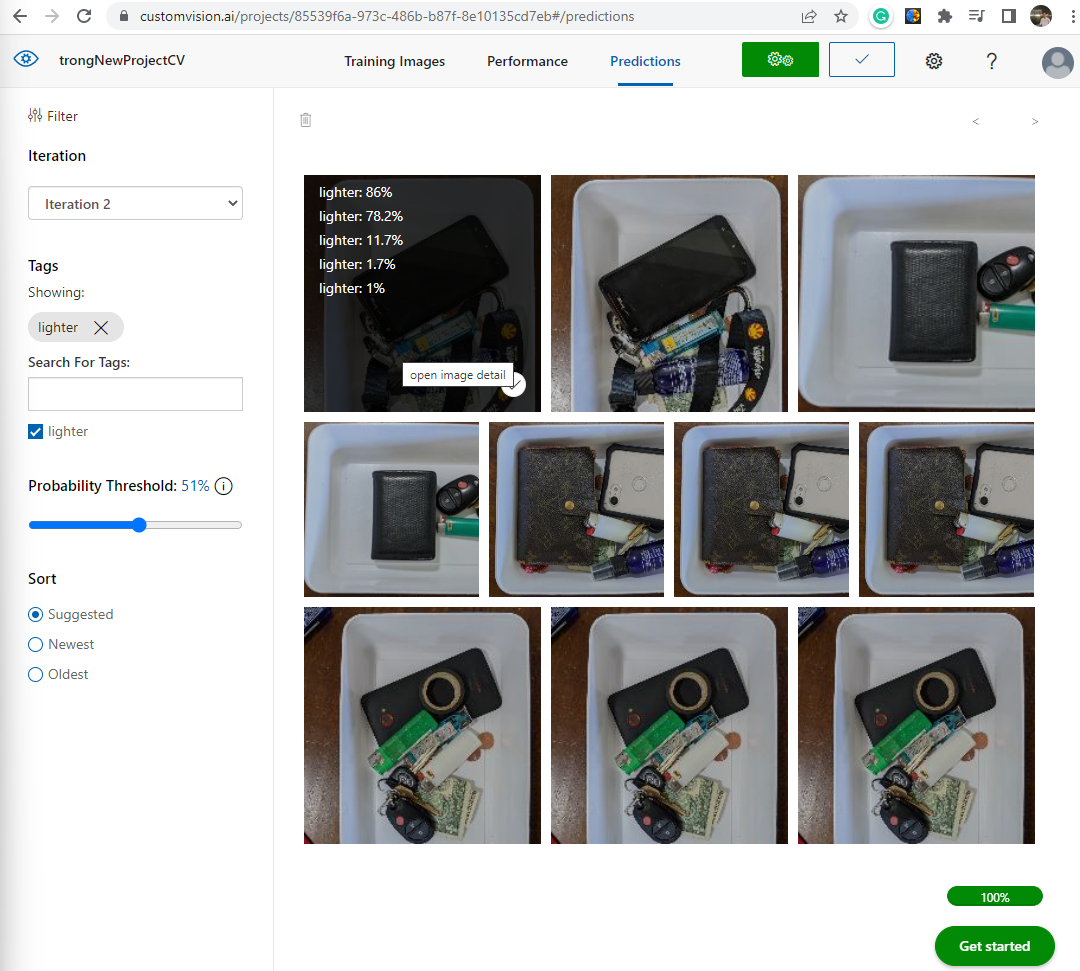 customvision.ai/projects/85539f6a-973c-486b-b87f-8e10135cd7eb#/predictions
trongNewProjectCV
Training Images
Performance
Predictions
?
Filter
<
>
Iteration
Iteration 2
Tags
Showing:
lighter
Search For Tags:
lighter
Probability Threshold: 51%
Sort
Suggested
Newest
Oldest
lighter: 86%
lighter: 78.2%
lighter: 11.7%
lighter: 1.7%
lighter: 1%
open image detail
100%
Get started